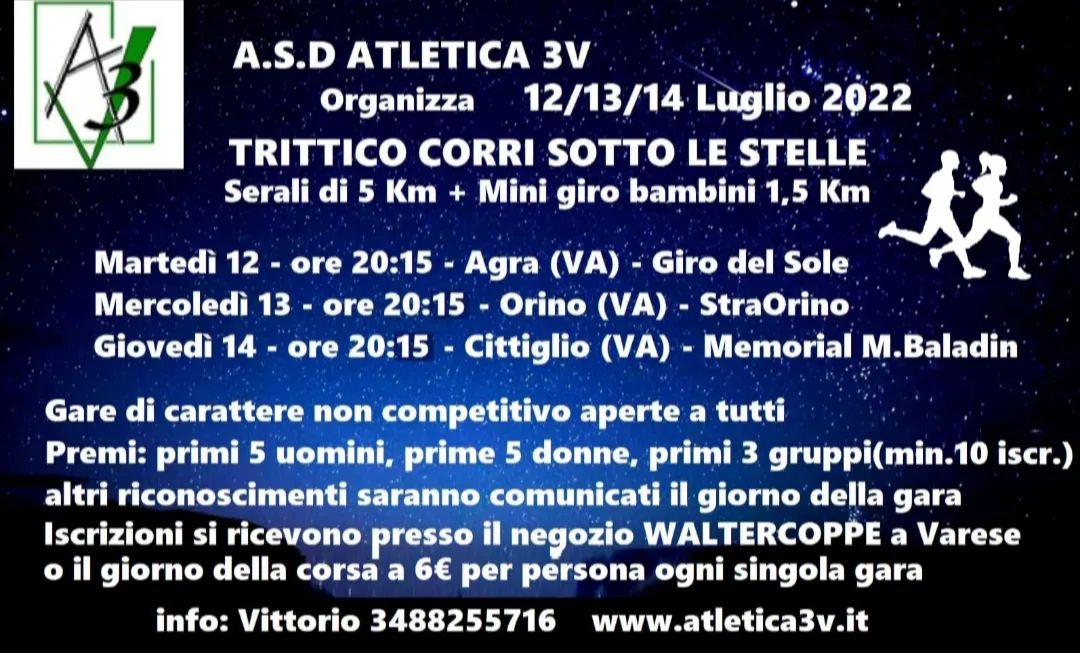 A3V
A.S.D ATLETICA 3V
Organizza 12/13/14 Luglio 2022
TRITTICO CORRI SOTTO LE STELLE
Serali di 5 Km + Mini giro bambini 1,5 Km
Martedì 12 - ore 20:15 - Agra (VA) - Giro del Sole
Mercoledì 13 - ore 20:15 - Orino (VA) - StraOrino
Giovedì 14 - ore 20:15 - Cittiglio (VA) - Memorial M.Baladin
Gare di carattere non competitivo aperte a tutti
Premi: primi 5 uomini, prime 5 donne, primi 3 gruppi(min.10 iscr.)
altri riconoscimenti saranno comunicati il giorno della gara
Iscrizioni si ricevono presso il negozio WALTERCOPPE a Varese
o il giorno della corsa a 6€ per persona ogni singola gara
info: Vittorio 3488255716 www.atletica3v.it